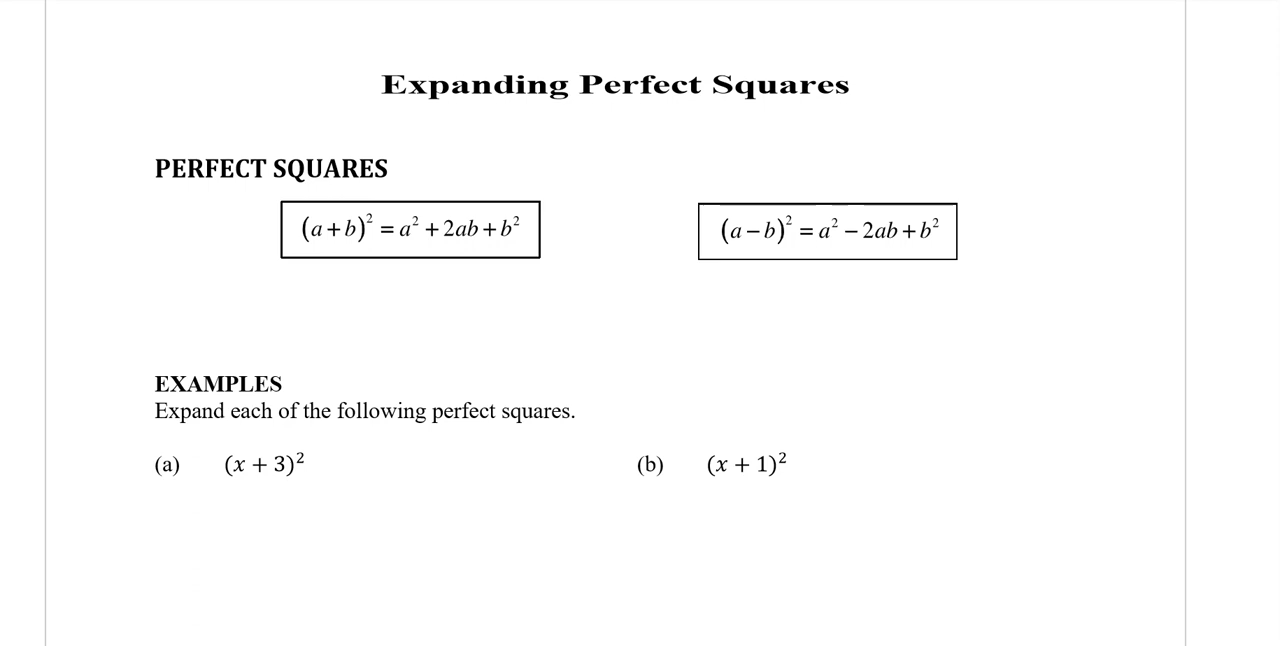 Expanding Perfect Squares
PERFECT SQUARES
(a+b)² = a² + 2ab + b² (a−b)² = a² − 2ab + b²
EXAMPLES
Expand each of the following perfect squares.
(a) (x + 3)² (b) (x + 1)²